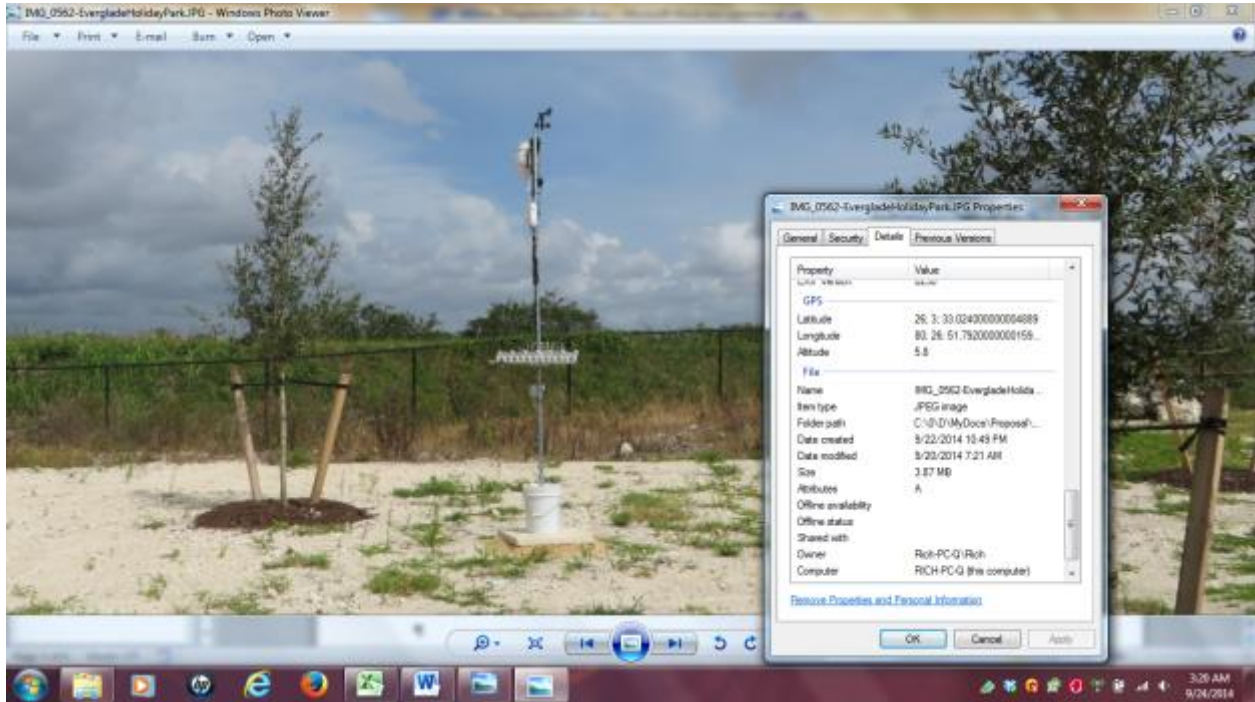 IMG_0562-EvergladeHolidayPark.JPG - Windows Photo Viewer
File Print E-mail Burn Open
IMG_0562-EvergladeHolidayPark.JPG Properties
General Security Details Previous Versions
Property Value
GPS
Latitude 26; 3; 33.024000000004889
Longitude 80; 26; 51.7920000000159...
Altitude 5.8
File
Name IMG_0562-EvergladeHolida...
Item type JPEG image
Folder path C:\0\D\MyDocs\Proposal\...
Date created 9/22/2014 10:49 PM
Date modified 9/20/2014 7:21 AM
Size 3.87 MB
Attributes A
Offline availability
Offline status
Shared with
Owner Rich-PC-Q\Rich
Computer RICH-PC-Q (this computer)
Remove Properties and Personal Information
OK Cancel Apply
3:20 AM
9/24/2014